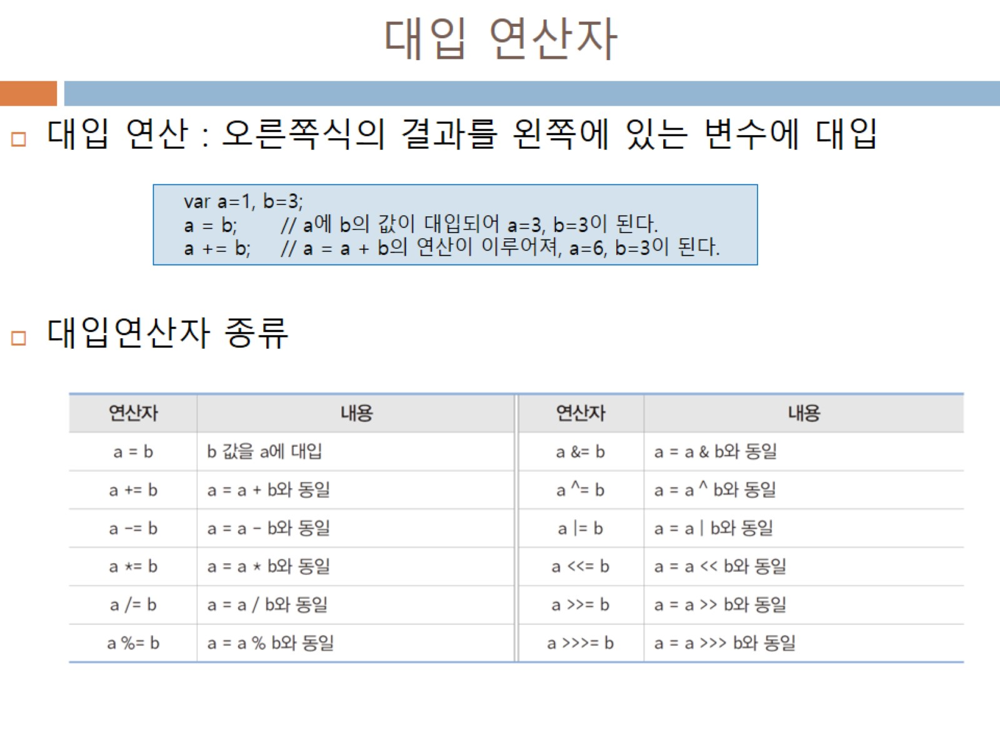 대입 연산자
대입 연산 : 오른쪽식의 결과를 왼쪽에 있는 변수에 대입
var a=1, b=3;
a = b; // a에 b의 값이 대입되어 a=3, b=3이 된다.
a += b; // a = a + b의 연산이 이루어져, a=6, b=3이 된다.
대입연산자 종류
연산자 내용 연산자 내용
a = b b 값을 a에 대입 a &= b a = a & b와 동일
a += b a = a + b와 동일 a ^= b a = a ^ b와 동일
a -= b a = a - b와 동일 a |= b a = a | b와 동일
a *= b a = a * b와 동일 a <<= b a = a << b와 동일
a /= b a = a / b와 동일 a >>= b a = a >> b와 동일
a %= b a = a % b와 동일 a >>>= b a = a >>> b와 동일